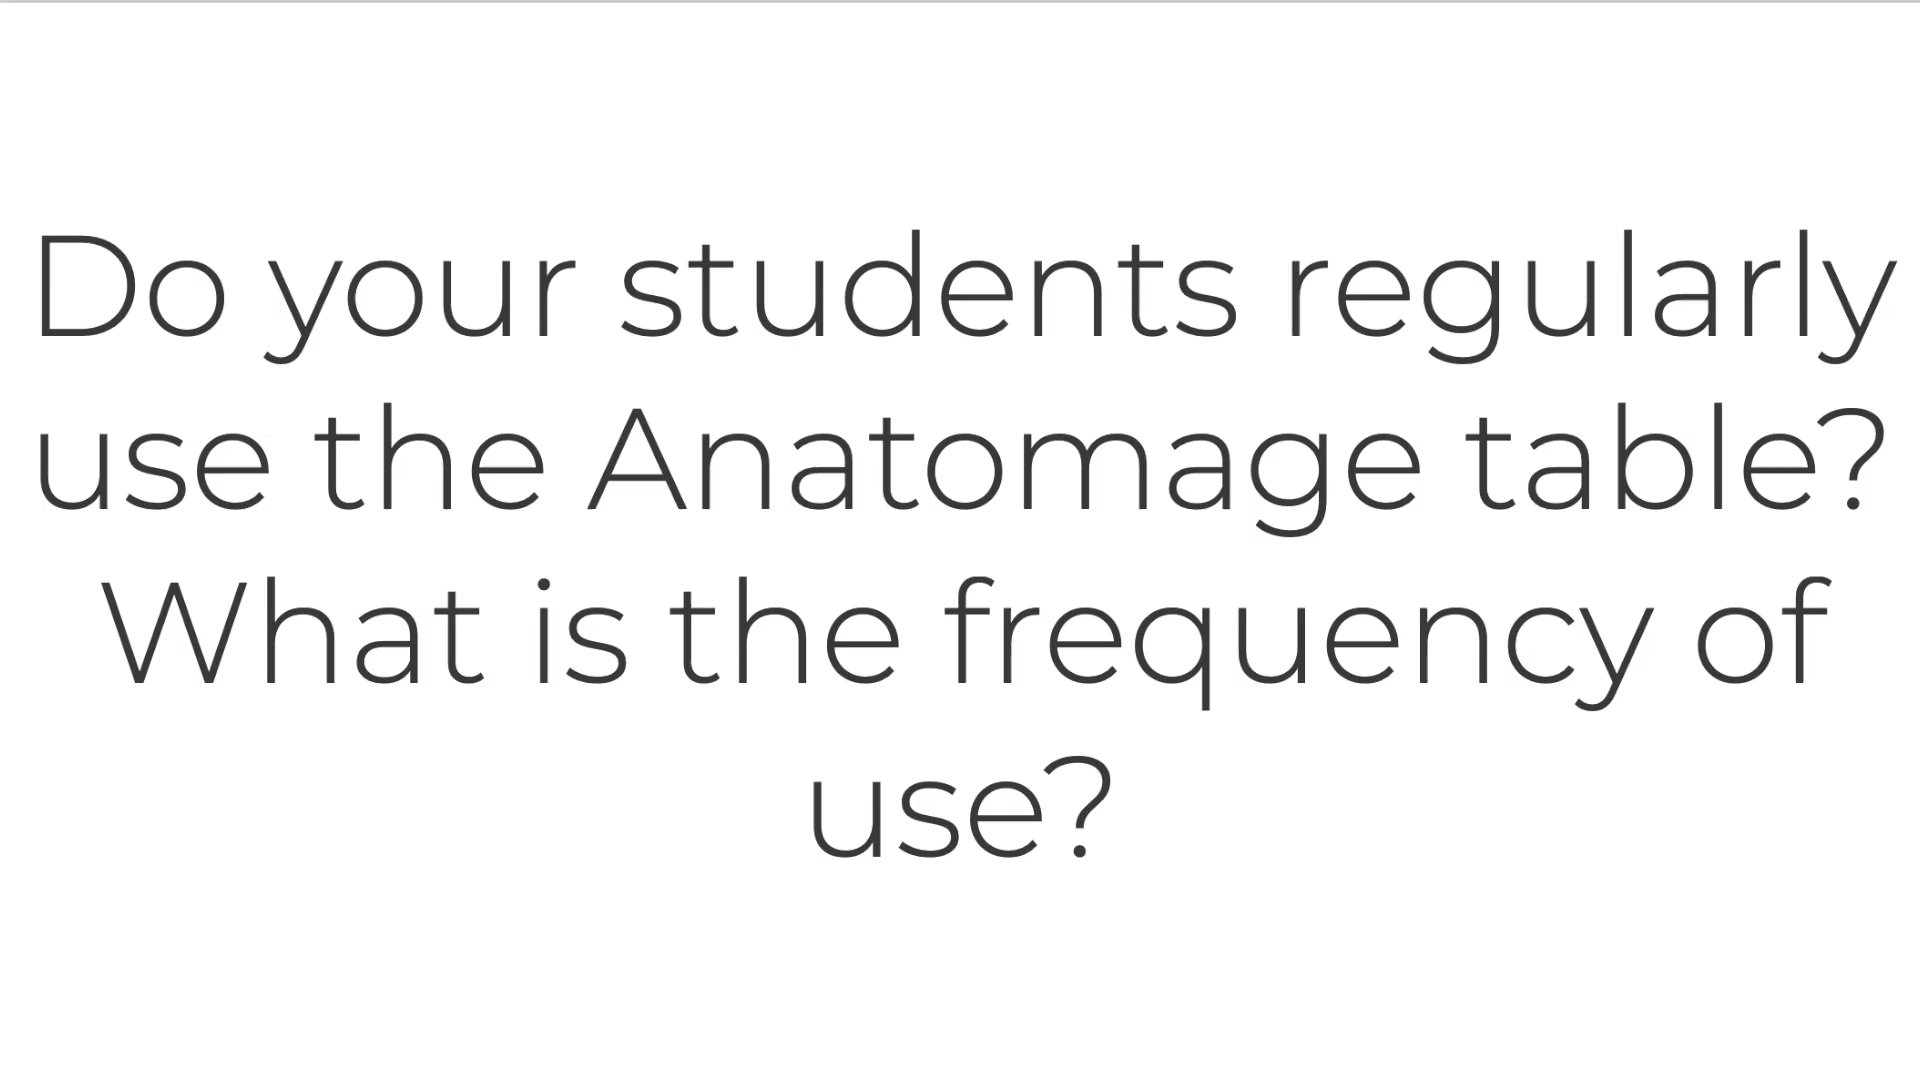 Do your students regularly
use the Anatomage table?
What is the frequency of
use?